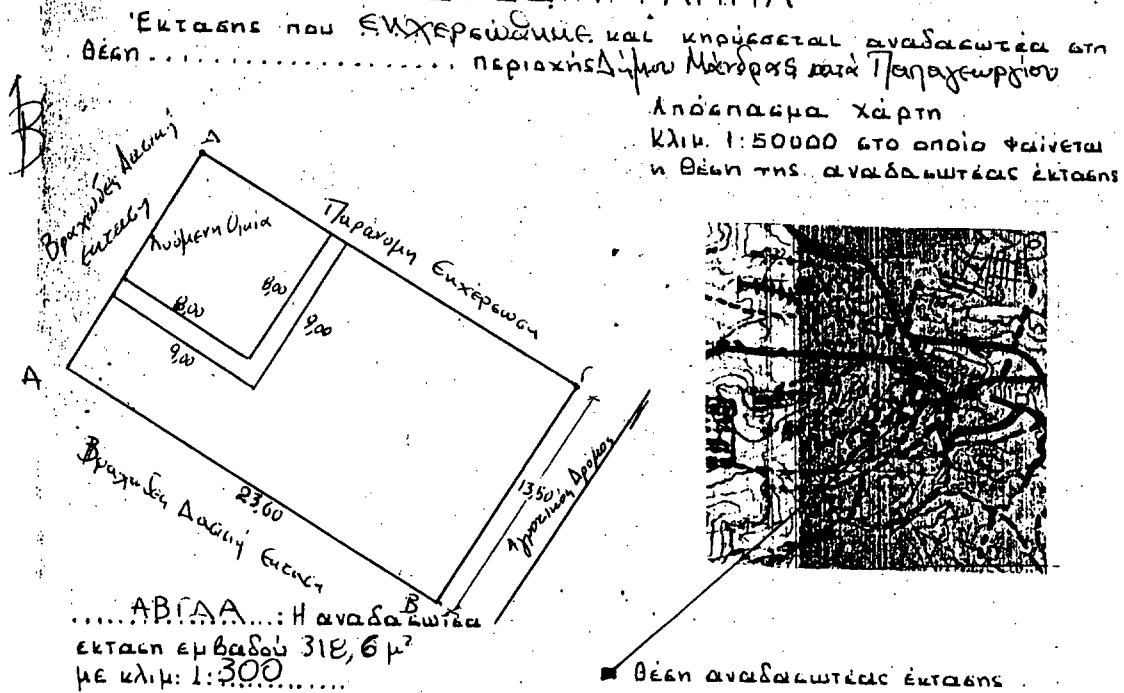 Έκτασης που εκχερσώθηκε και κηρύσσεται αναδασωτέα στη
θέση .................... περιοχής Δήμου Μάνδρας κατά Παπαγεωργίου
Απόσπασμα χάρτη
Κλιμ. 1:50000 στο οποίο φαίνεται
η θέση της αναδασωτέας έκτασης
Β
Δ
Βραχώδες Δασική
έκταση
Λυόμενη Οικία
Παράνομη Εκχέρσωση
8,00
8,00
9,00
9,00
Α
Γ
13,50
Αγροτικός Δρόμος
23,60
Βραχώδη Δασική Έκταση
Β
......ΑΒΓΔΑ......: Η αναδασωτέα
έκταση εμβαδού 318,6 μ²
με κλιμ: 1:300............
θέση αναδασωτέας έκτασης